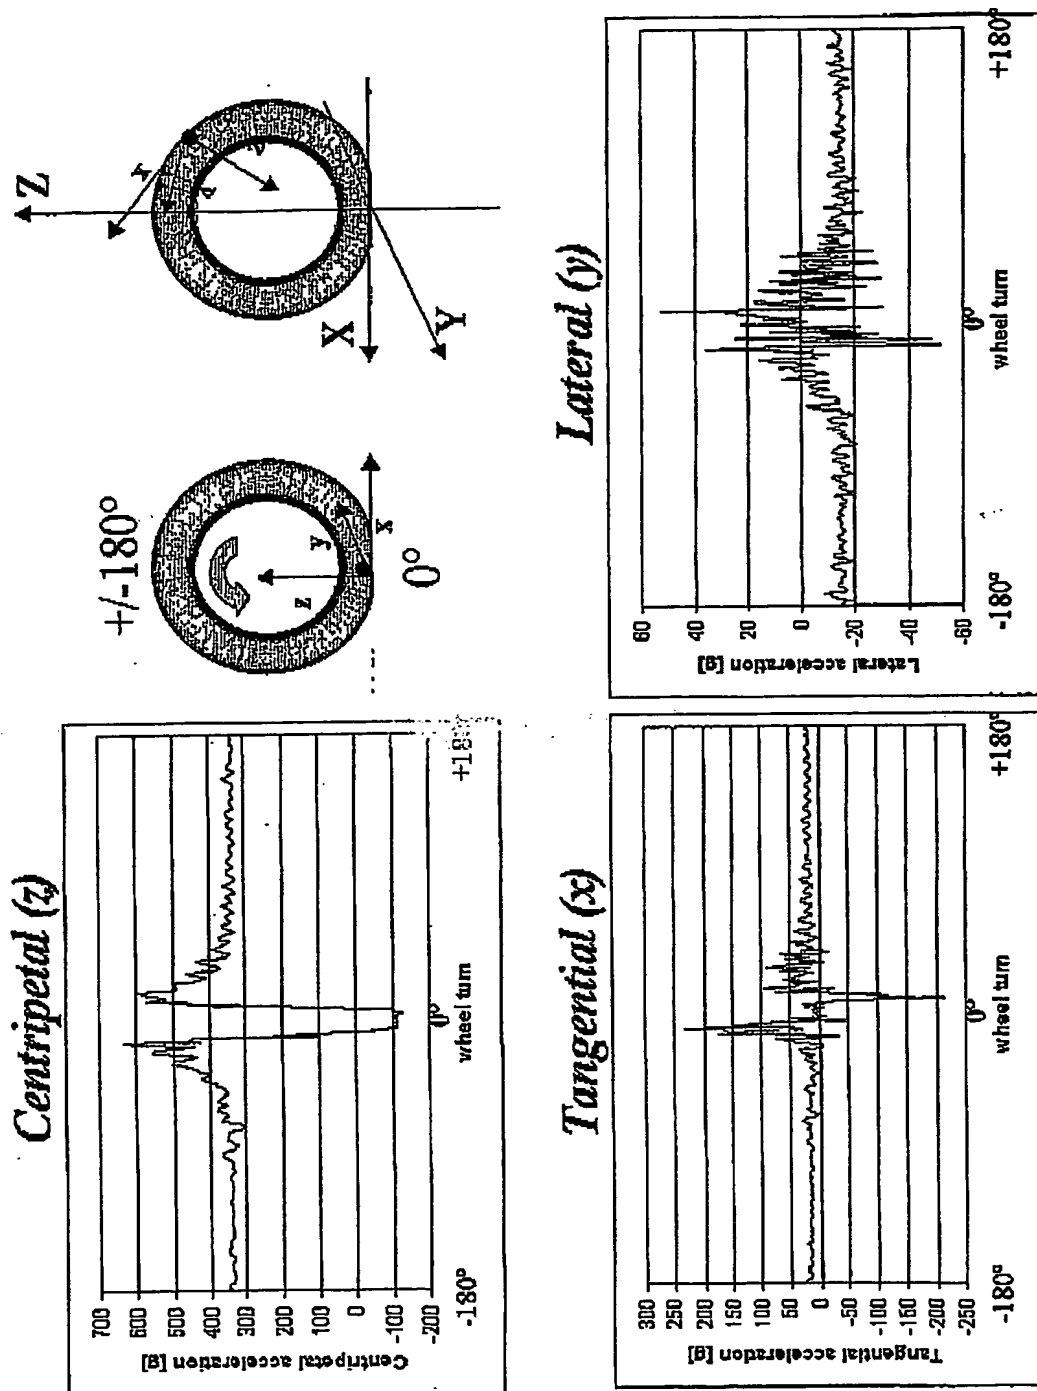 Centripetal (z)
Centripetal acceleration [g]
700
600
500
400
300
200
100
0
-100
-200
-180°
0°
+180°
wheel turn
+/-180°
z
y
x
0°
Z
X
Y
Tangential (x)
Tangential acceleration [g]
300
250
200
150
100
50
0
-50
-100
-150
-200
-250
-180°
0°
+180°
wheel turn
Lateral (y)
Lateral acceleration [g]
60
40
20
0
-20
-40
-60
-180°
0°
+180°
wheel turn